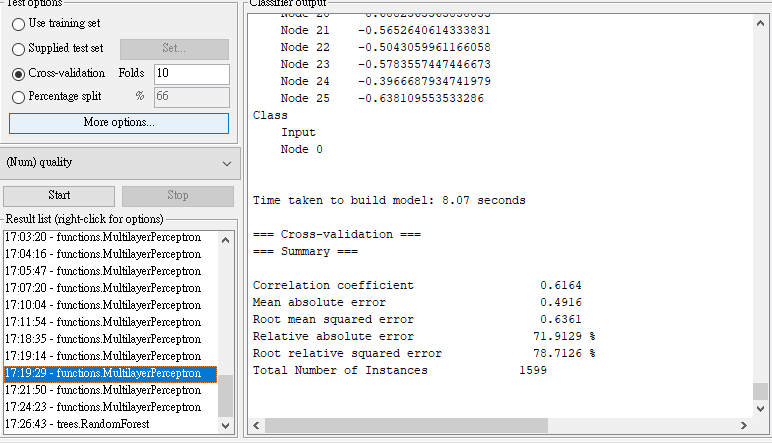 Test options
Use training set
Supplied test set Set...
Cross-validation Folds 10
Percentage split % 66
More options...
(Num) quality
Start Stop
Result list (right-click for options)
17:03:20 - functions.MultilayerPerceptron
17:04:16 - functions.MultilayerPerceptron
17:05:47 - functions.MultilayerPerceptron
17:07:20 - functions.MultilayerPerceptron
17:10:04 - functions.MultilayerPerceptron
17:11:54 - functions.MultilayerPerceptron
17:18:35 - functions.MultilayerPerceptron
17:19:14 - functions.MultilayerPerceptron
17:19:29 - functions.MultilayerPerceptron
17:21:50 - functions.MultilayerPerceptron
17:24:23 - functions.MultilayerPerceptron
17:26:43 - trees.RandomForest
Classifier output
Node 21 -0.5652640614333831
Node 22 -0.5043059961166058
Node 23 -0.5783557447446673
Node 24 -0.3966687934741979
Node 25 -0.638109553533286
Class
Input
Node 0
Time taken to build model: 8.07 seconds
=== Cross-validation ===
=== Summary ===
Correlation coefficient 0.6164
Mean absolute error 0.4916
Root mean squared error 0.6361
Relative absolute error 71.9129 %
Root relative squared error 78.7126 %
Total Number of Instances 1599